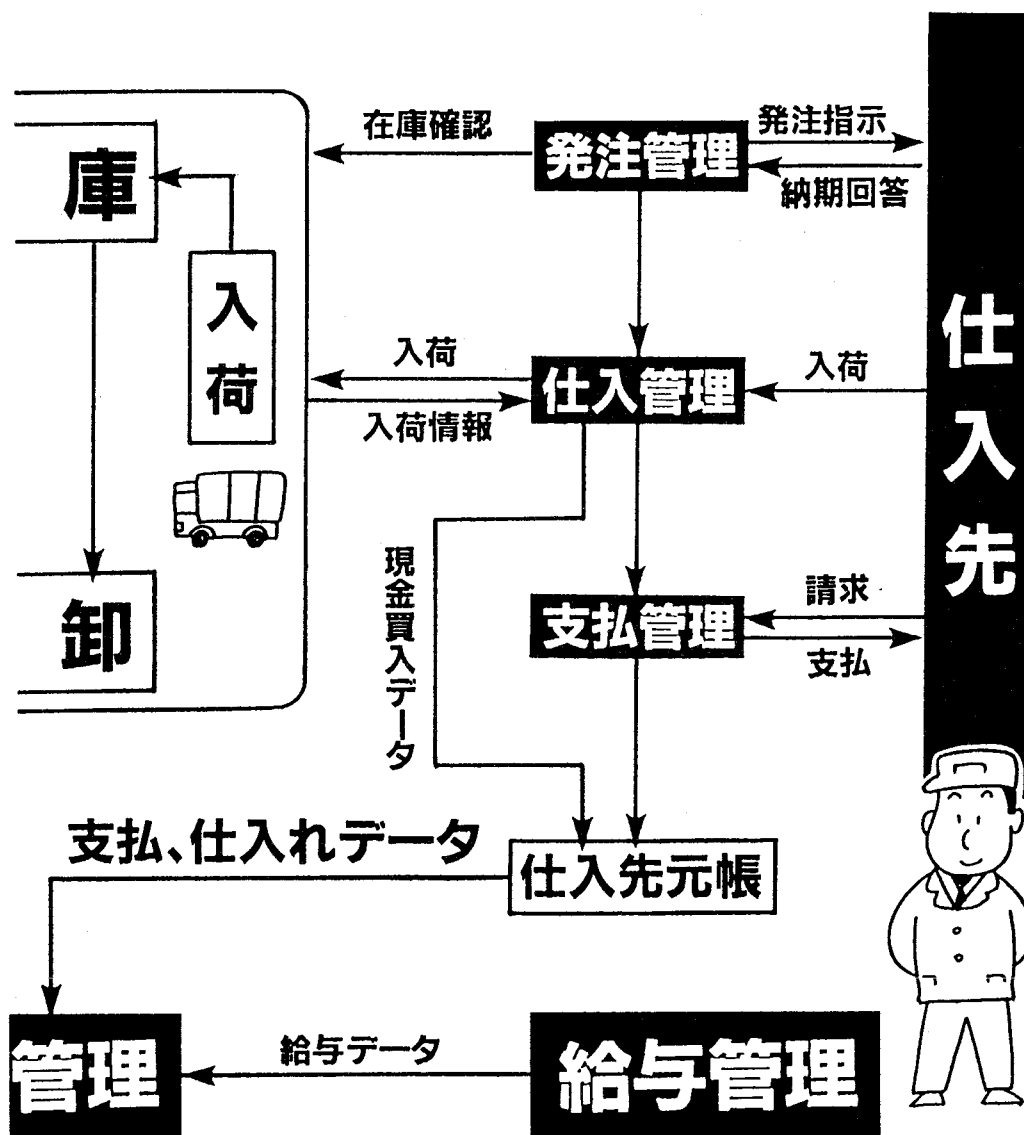 在庫確認
発注管理
発注指示
納期回答
庫
入荷
入荷
入荷情報
仕入管理
入荷
仕入先
現金買入データ
卸
支払管理
請求
支払
支払、仕入れデータ
仕入先元帳
管理
給与データ
給与管理